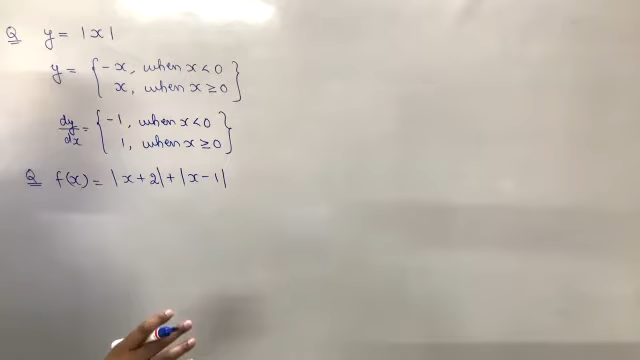 Q y = |x|
y = { -x, when x < 0
x, when x ≥ 0 }
dy/dx = { -1, when x < 0
1, when x ≥ 0 }
Q f(x) = |x + 2| + |x - 1|